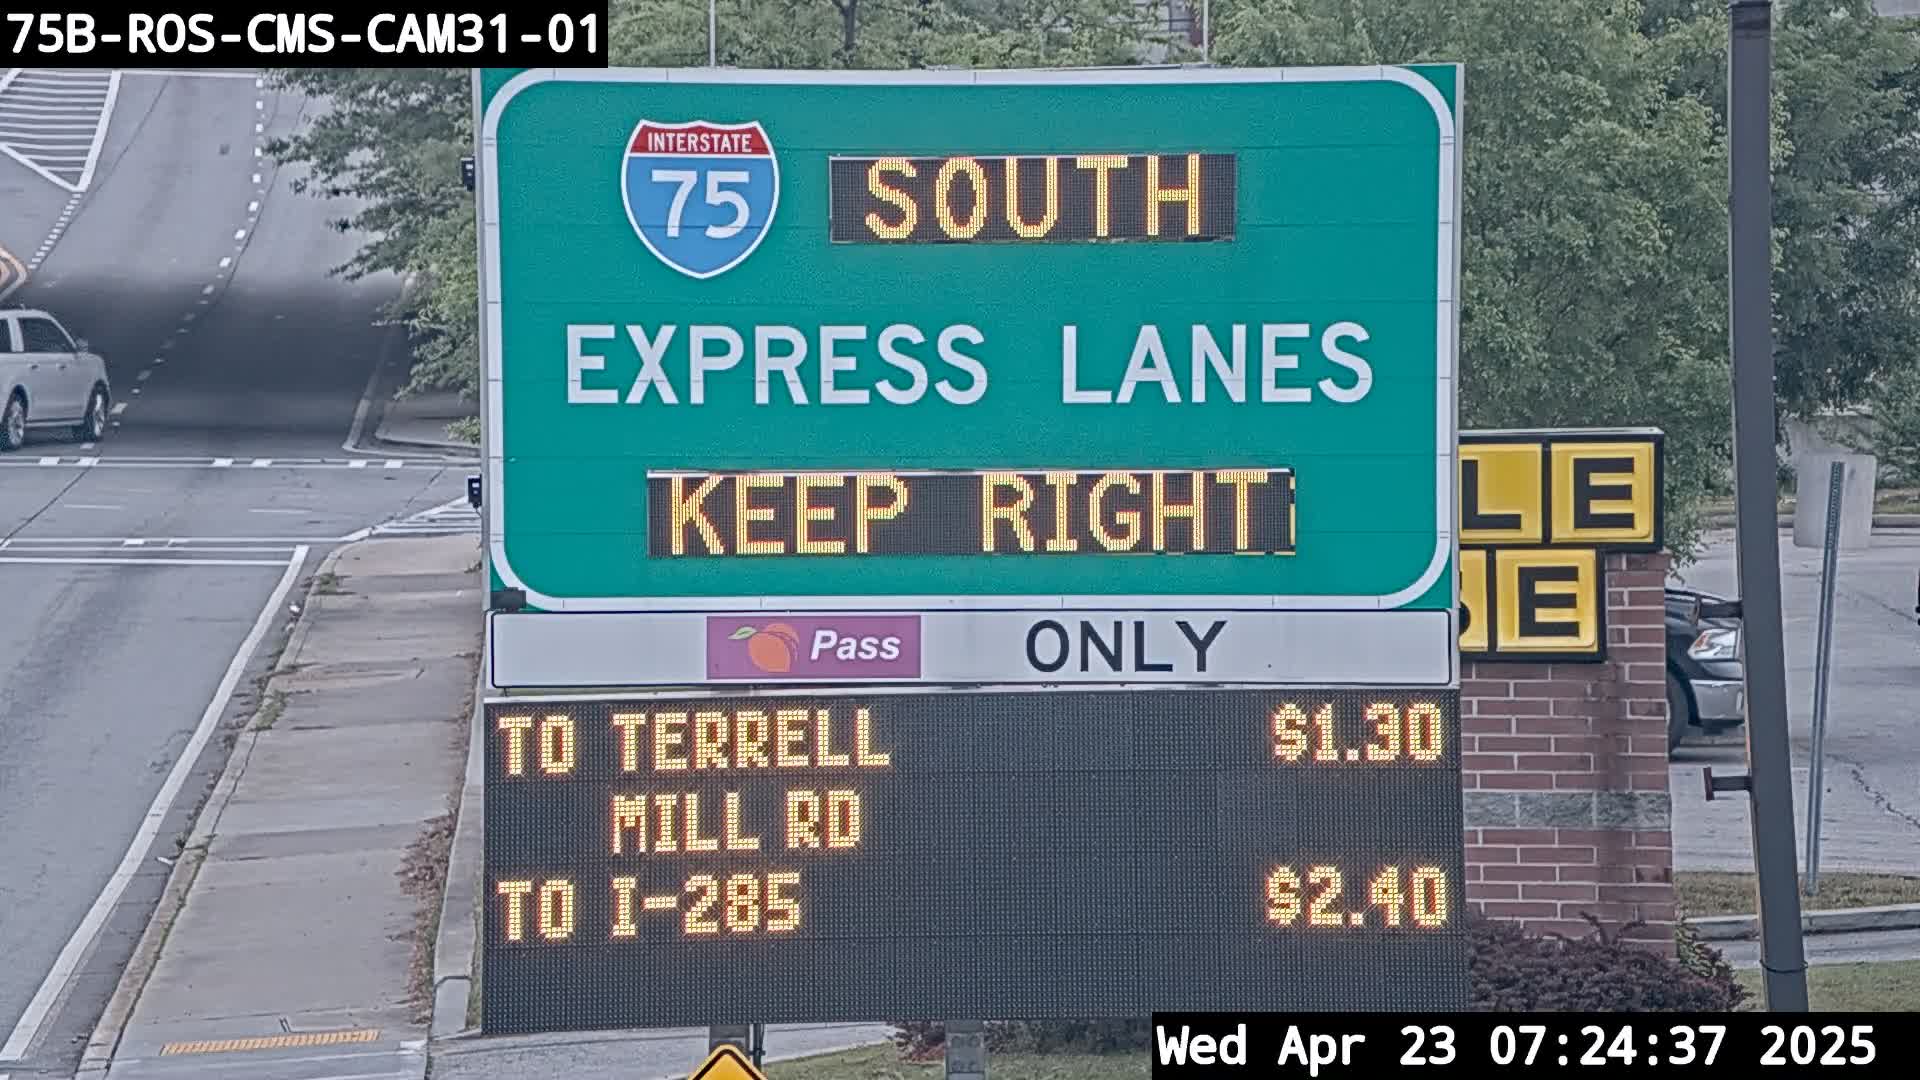 75B-ROS-CMS-CAM31-01
INTERSTATE
75
SOUTH
EXPRESS LANES
KEEP RIGHT
Pass ONLY
TO TERRELL $1.30
MILL RD
TO I-285 $2.40
LE
E
Wed Apr 23 07:24:37 2025